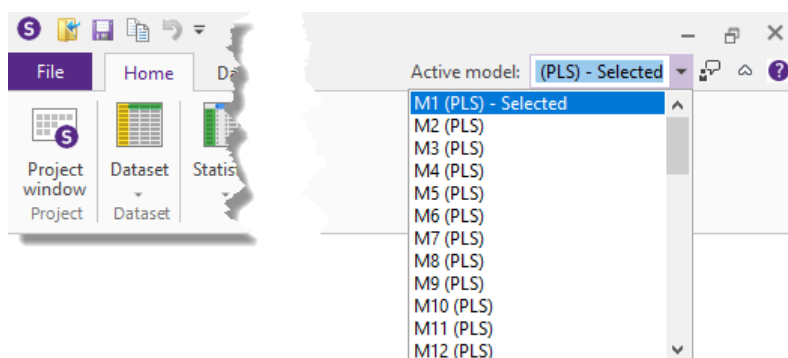 S
File Home Da Active model: (PLS) - Selected ?
M1 (PLS) - Selected
M2 (PLS)
M3 (PLS)
M4 (PLS)
M5 (PLS)
M6 (PLS)
M7 (PLS)
M8 (PLS)
M9 (PLS)
M10 (PLS)
M11 (PLS)
M12 (PLS)
S
Project Dataset Statis
window
Project Dataset